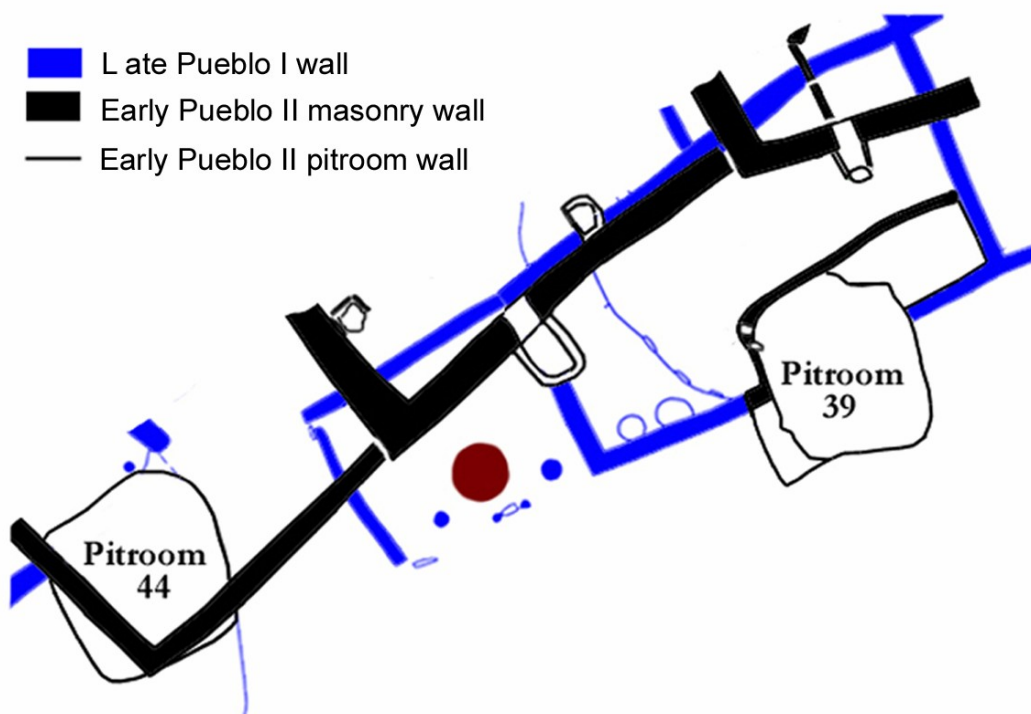 L ate Pueblo I wall
Early Pueblo II masonry wall
Early Pueblo II pitroom wall
Pitroom
39
Pitroom
44